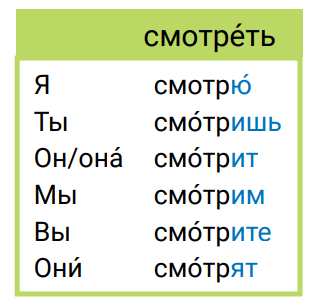 смотре́ть
Я смотрю́
Ты смо́тришь
Он/она́ смо́трит
Мы смо́трим
Вы смо́трите
Они́ смо́трят